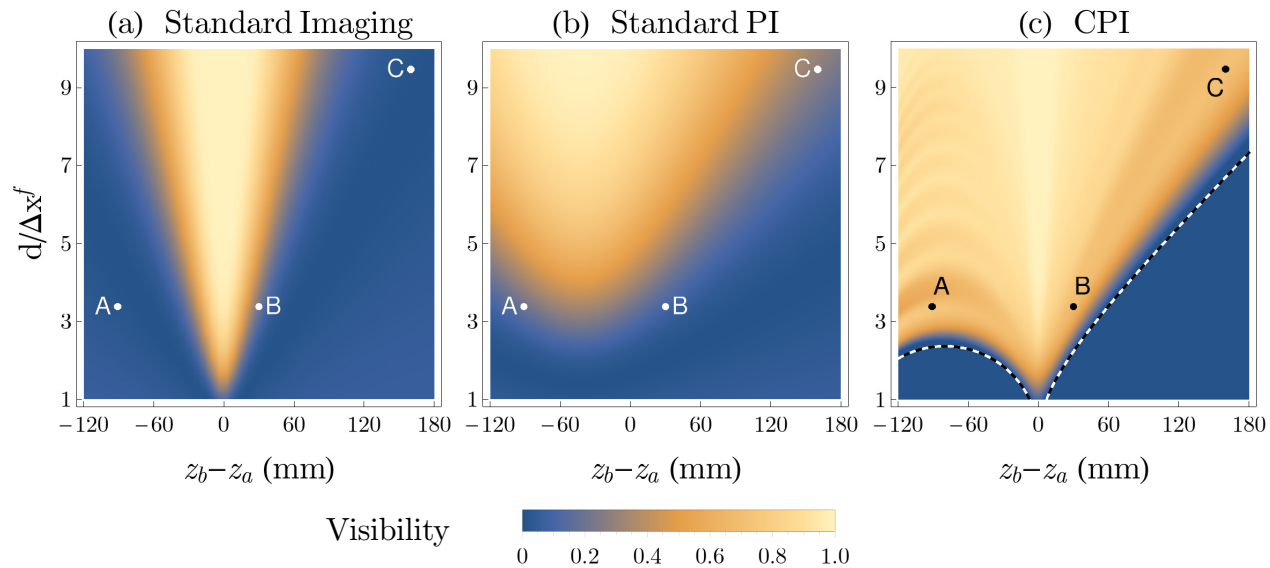 (a) Standard Imaging
(b) Standard PI
(c) CPI
d/Δxᶠ
9
7
5
3
1
A
B
C
−120 −60 0 60 120 180
z_b−z_a (mm)
9
7
5
3
1
A
B
C
−120 −60 0 60 120 180
z_b−z_a (mm)
9
7
5
3
1
A
B
C
−120 −60 0 60 120 180
z_b−z_a (mm)
Visibility
0 0.2 0.4 0.6 0.8 1.0